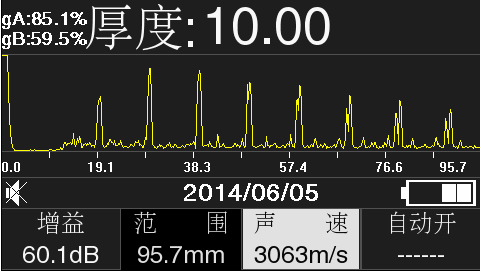 gA:85.1%
gB:59.5%
厚度:10.00
0.0 19.1 38.3 57.4 76.6 95.7
2014/06/05
增益 范围 声速 自动开
60.1dB 95.7mm 3063m/s ------